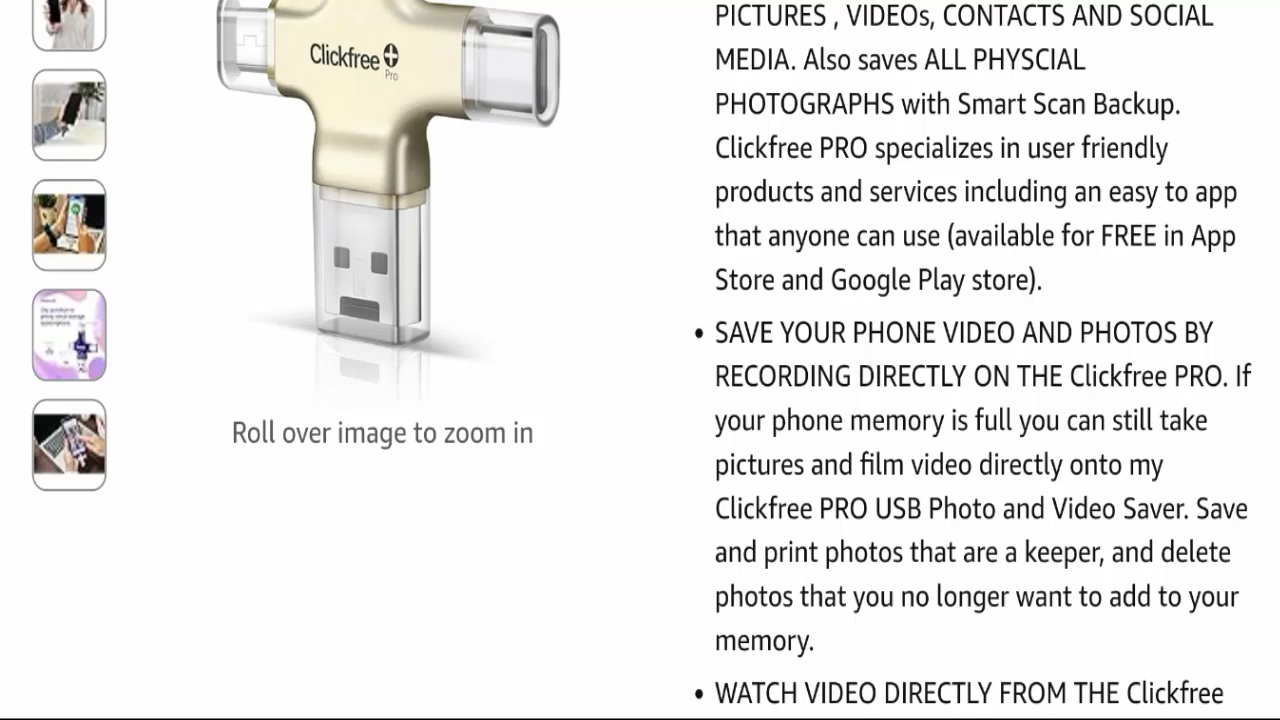 Clickfree
Pro
Roll over image to zoom in
PICTURES , VIDEOs, CONTACTS AND SOCIAL
MEDIA. Also saves ALL PHYSCIAL
PHOTOGRAPHS with Smart Scan Backup.
Clickfree PRO specializes in user friendly
products and services including an easy to app
that anyone can use (available for FREE in App
Store and Google Play store).
• SAVE YOUR PHONE VIDEO AND PHOTOS BY
RECORDING DIRECTLY ON THE Clickfree PRO. If
your phone memory is full you can still take
pictures and film video directly onto my
Clickfree PRO USB Photo and Video Saver. Save
and print photos that are a keeper, and delete
photos that you no longer want to add to your
memory.
• WATCH VIDEO DIRECTLY FROM THE Clickfree